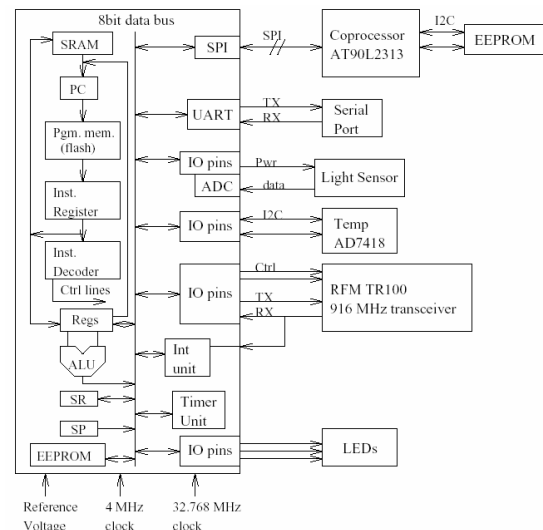 8bit data bus
SRAM
PC
Pgm. mem.
(flash)
Inst.
Register
Inst.
Decoder
Ctrl lines
Regs
ALU
SR
SP
EEPROM
SPI
UART
IO pins
ADC
IO pins
IO pins
Int
unit
Timer
Unit
IO pins
SPI
TX
RX
Pwr
data
I2C
Ctrl
TX
RX
Coprocessor
AT90L2313
I2C
EEPROM
Serial
Port
Light Sensor
Temp
AD7418
RFM TR100
916 MHz transceiver
LEDs
Reference
Voltage
4 MHz
clock
32.768 MHz
clock